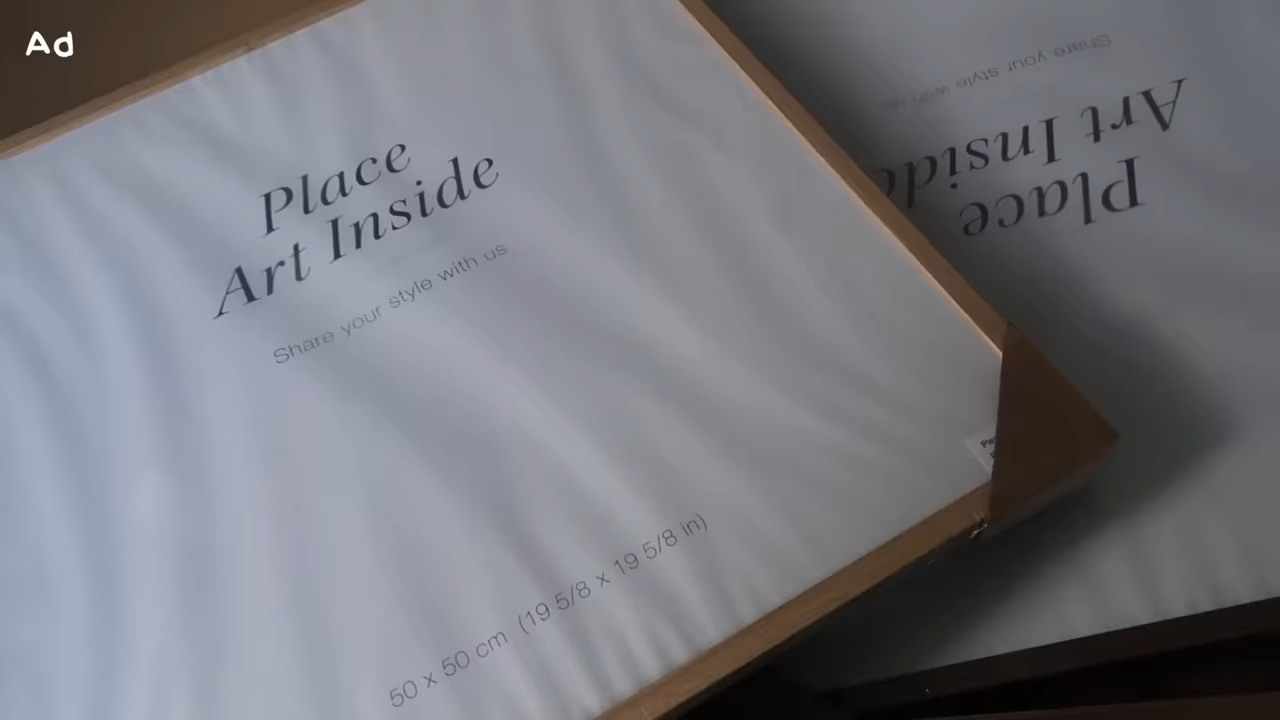 Ad
Place
Art Inside
Share your style with us
50 x 50 cm (19 5/8 x 19 5/8 in)
Share your style with us
Art Inside
Place